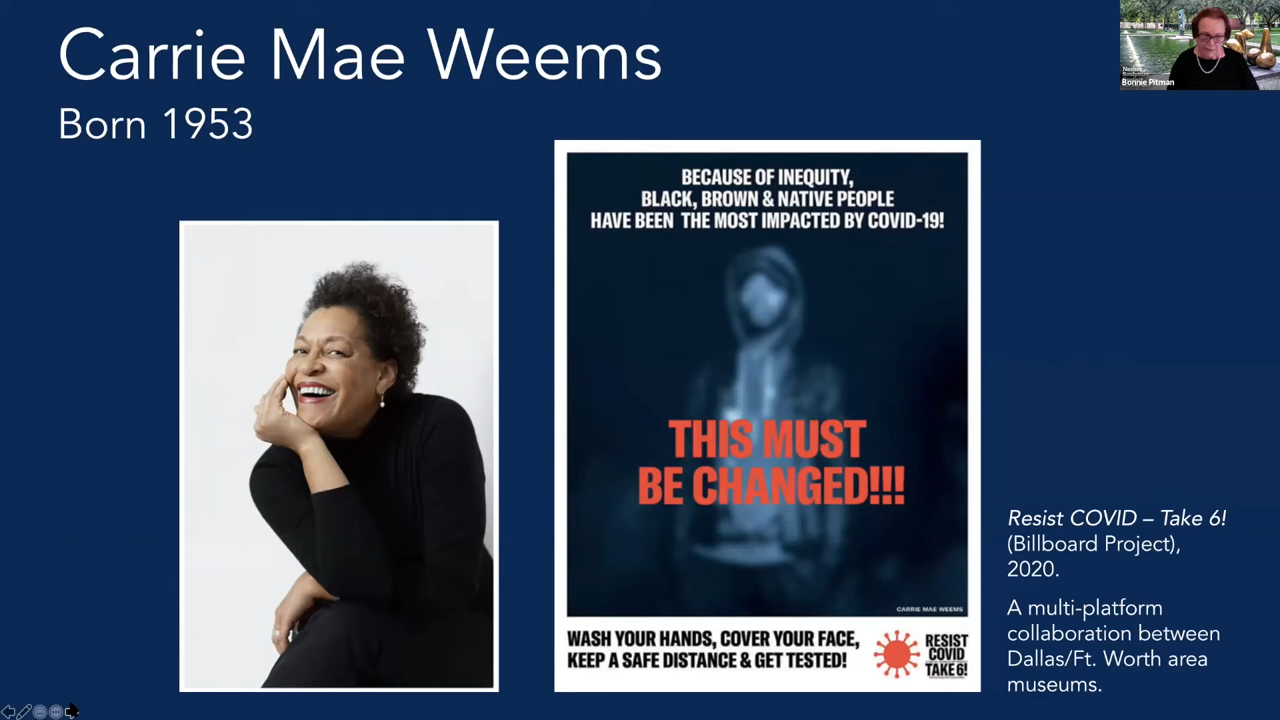 Carrie Mae Weems
Born 1953
Bonnie Pitman
BECAUSE OF INEQUITY,
BLACK, BROWN & NATIVE PEOPLE
HAVE BEEN THE MOST IMPACTED BY COVID-19!
THIS MUST
BE CHANGED!!!
CARRIE MAE WEEMS
WASH YOUR HANDS, COVER YOUR FACE,
KEEP A SAFE DISTANCE & GET TESTED!
RESIST
COVID
TAKE 6!
Resist COVID – Take 6!
(Billboard Project),
2020.
A multi-platform
collaboration between
Dallas/Ft. Worth area
museums.